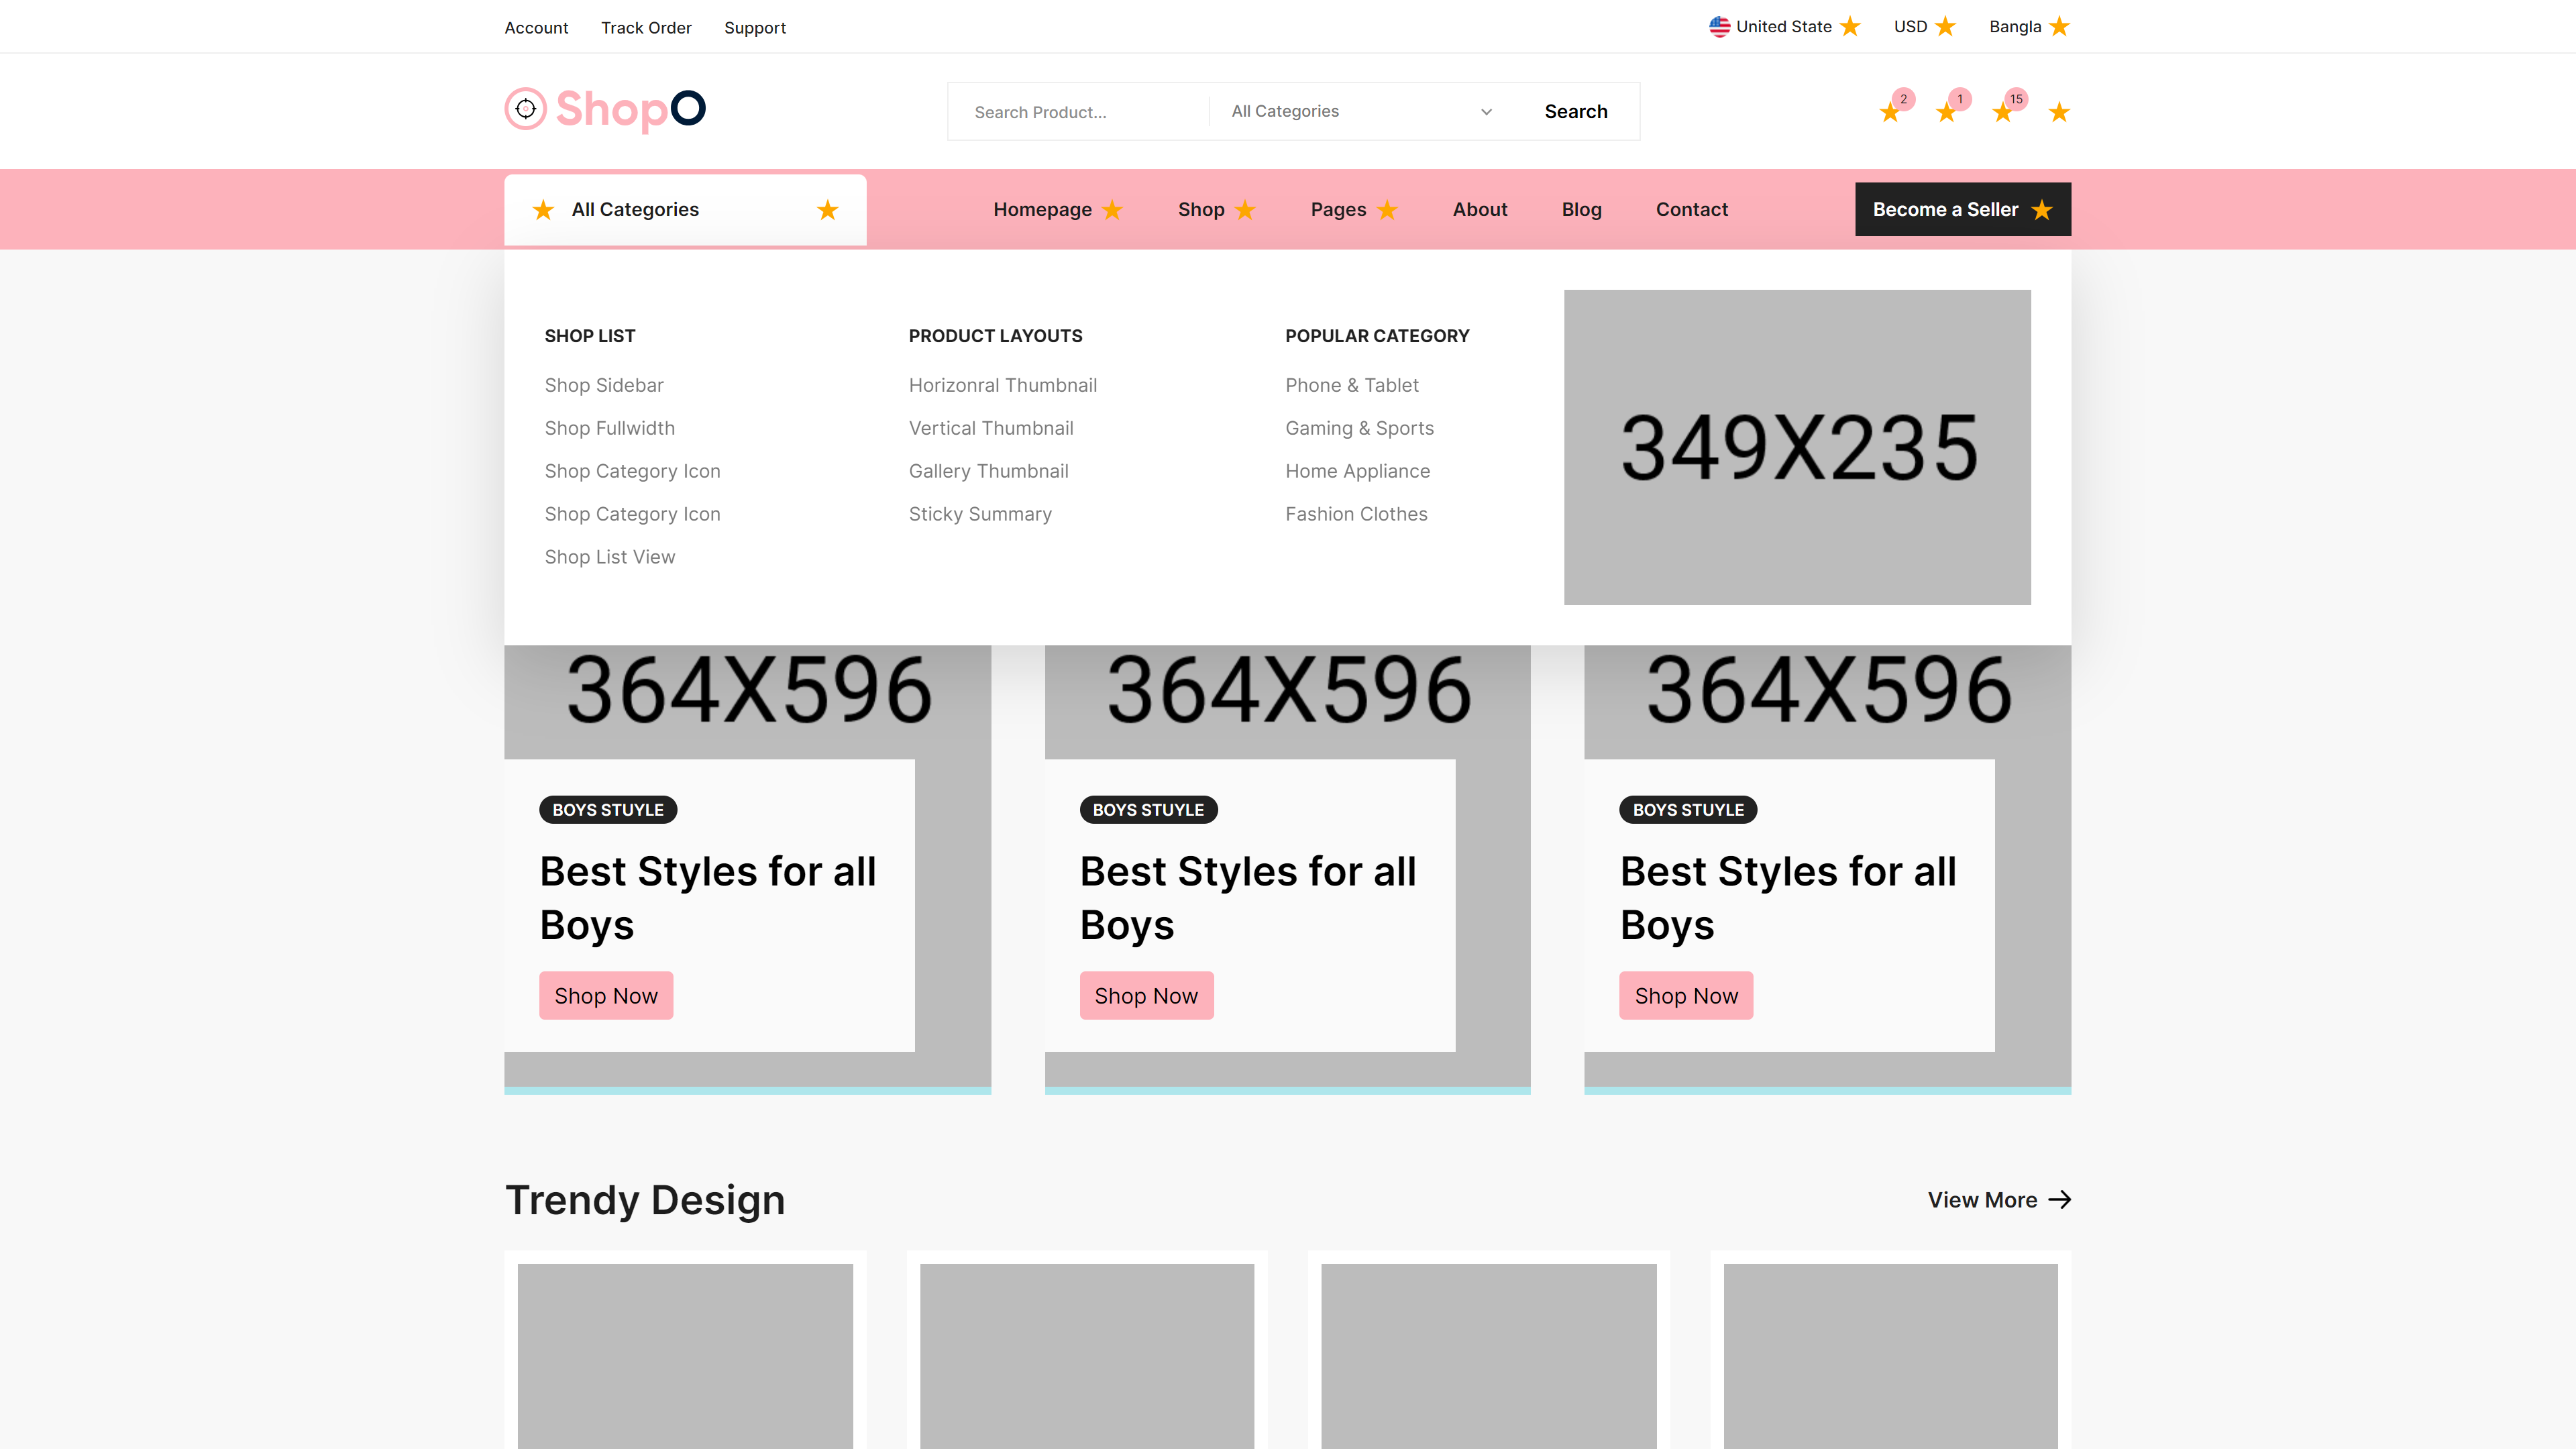 Account Track Order Support United State USD Bangla
ShopO Search Product... All Categories Search 2 1 15
All Categories Homepage Shop Pages About Blog Contact Become a Seller
SHOP LIST
Shop Sidebar
Shop Fullwidth
Shop Category Icon
Shop Category Icon
Shop List View
PRODUCT LAYOUTS
Horizonral Thumbnail
Vertical Thumbnail
Gallery Thumbnail
Sticky Summary
POPULAR CATEGORY
Phone & Tablet
Gaming & Sports
Home Appliance
Fashion Clothes
349X235
364X596
BOYS STUYLE
Best Styles for all
Boys
Shop Now
364X596
BOYS STUYLE
Best Styles for all
Boys
Shop Now
364X596
BOYS STUYLE
Best Styles for all
Boys
Shop Now
Trendy Design View More